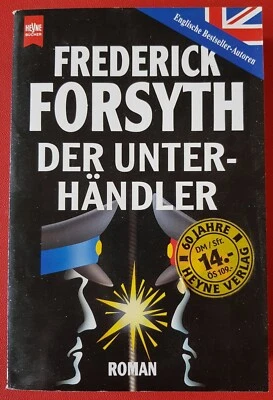 HEYNE
BÜCHER
Englische Bestseller-Autoren
FREDERICK
FORSYTH
DER UNTER-
HÄNDLER
60 JAHRE
DM / Sfr.
14.-
ÖS 109.-
HEYNE VERLAG
ROMAN